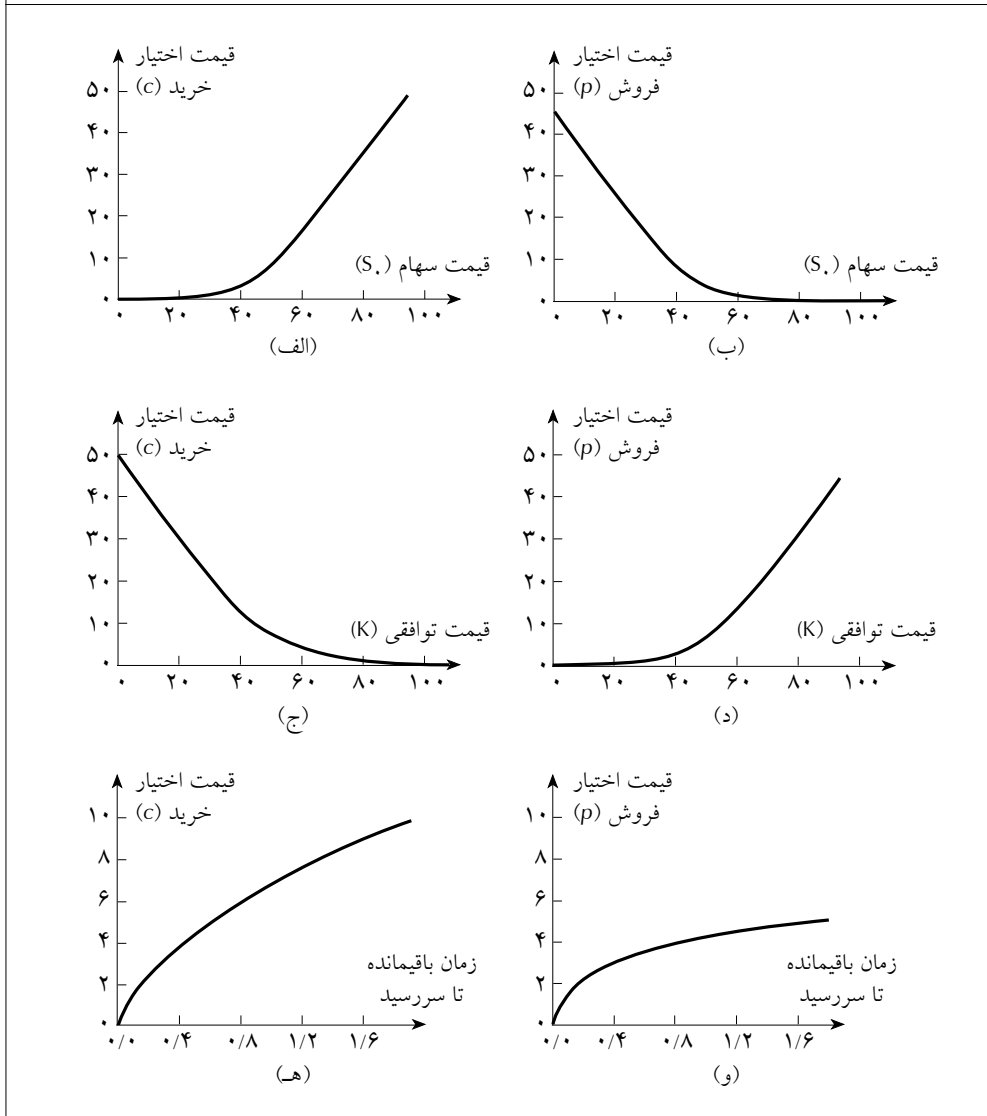 قیمت اختیار
خرید (c)
۵۰
۴۰
۳۰
۲۰
۱۰
۰
قیمت سهام (S۰)
۰ ۲۰ ۴۰ ۶۰ ۸۰ ۱۰۰
(الف)
قیمت اختیار
فروش (p)
۵۰
۴۰
۳۰
۲۰
۱۰
۰
قیمت سهام (S۰)
۰ ۲۰ ۴۰ ۶۰ ۸۰ ۱۰۰
(ب)
قیمت اختیار
خرید (c)
۵۰
۴۰
۳۰
۲۰
۱۰
۰
قیمت توافقی (K)
۰ ۲۰ ۴۰ ۶۰ ۸۰ ۱۰۰
(ج)
قیمت اختیار
فروش (p)
۵۰
۴۰
۳۰
۲۰
۱۰
۰
قیمت توافقی (K)
۰ ۲۰ ۴۰ ۶۰ ۸۰ ۱۰۰
(د)
قیمت اختیار
خرید (c)
۱۰
۸
۶
۴
۲
۰
زمان باقیمانده
تا سررسید
۰/۰ ۰/۴ ۰/۸ ۱/۲ ۱/۶
(هـ)
قیمت اختیار
فروش (p)
۱۰
۸
۶
۴
۲
۰
زمان باقیمانده
تا سررسید
۰/۰ ۰/۴ ۰/۸ ۱/۲ ۱/۶
(و)